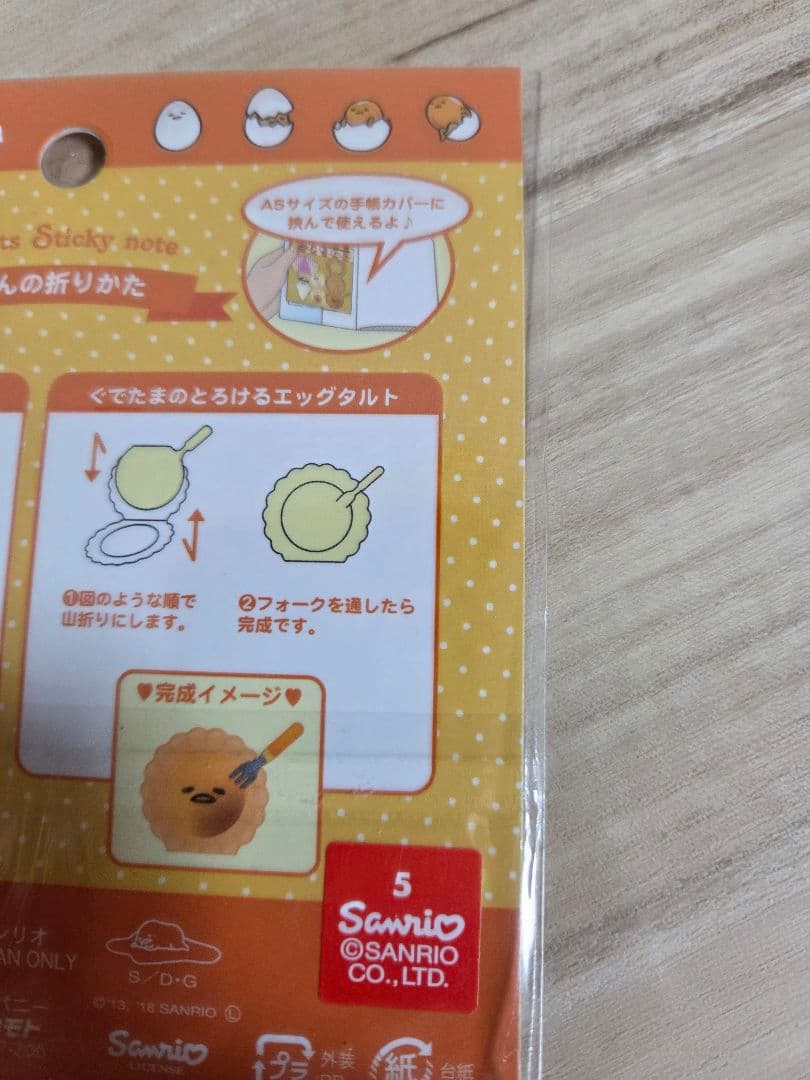 A5サイズの手帳カバーに
挟んで使えるよ♪
ts Sticky note
んの折りかた
ぐでたまのとろけるエッグタルト
❶図のような順で
山折りにします。
❷フォークを通したら
完成です。
♥完成イメージ♥
5
Sanrio
©SANRIO
CO.,LTD.
リオ
AN ONLY
S／D・G
©'13, '18 SANRIO Ⓛ
パニー
モト
Sanrio
LICENSE
プラ
外装
紙
台紙